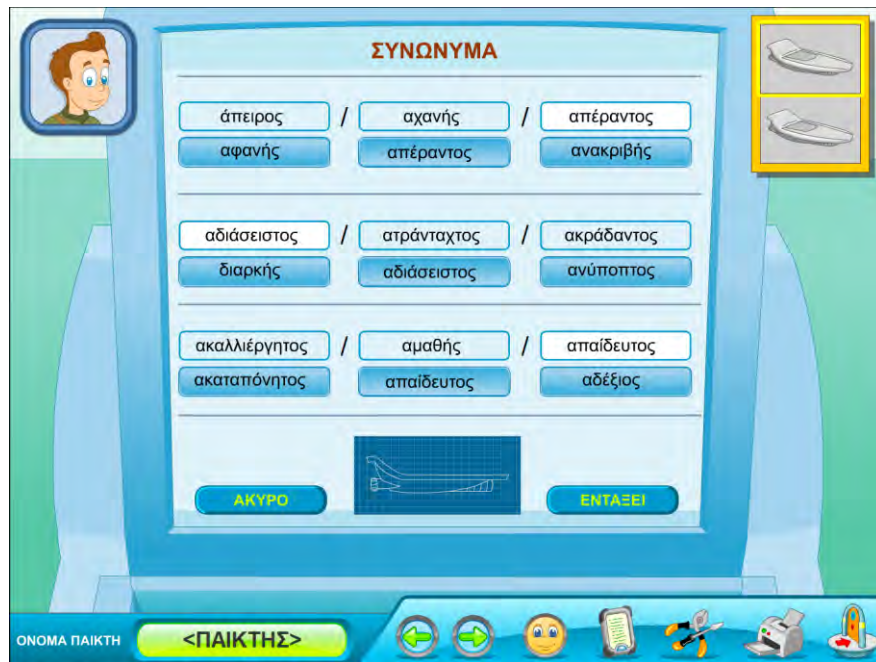 ΣΥΝΩΝΥΜΑ
άπειρος / αχανής / απέραντος
αφανής απέραντος ανακριβής
αδιάσειστος / ατράνταχτος / ακράδαντος
διαρκής αδιάσειστος ανύποπτος
ακαλλιέργητος / αμαθής / απαίδευτος
ακαταπόνητος απαίδευτος αδέξιος
ΑΚΥΡΟ ΕΝΤΑΞΕΙ
ΟΝΟΜΑ ΠΑΙΚΤΗ <ΠΑΙΚΤΗΣ>